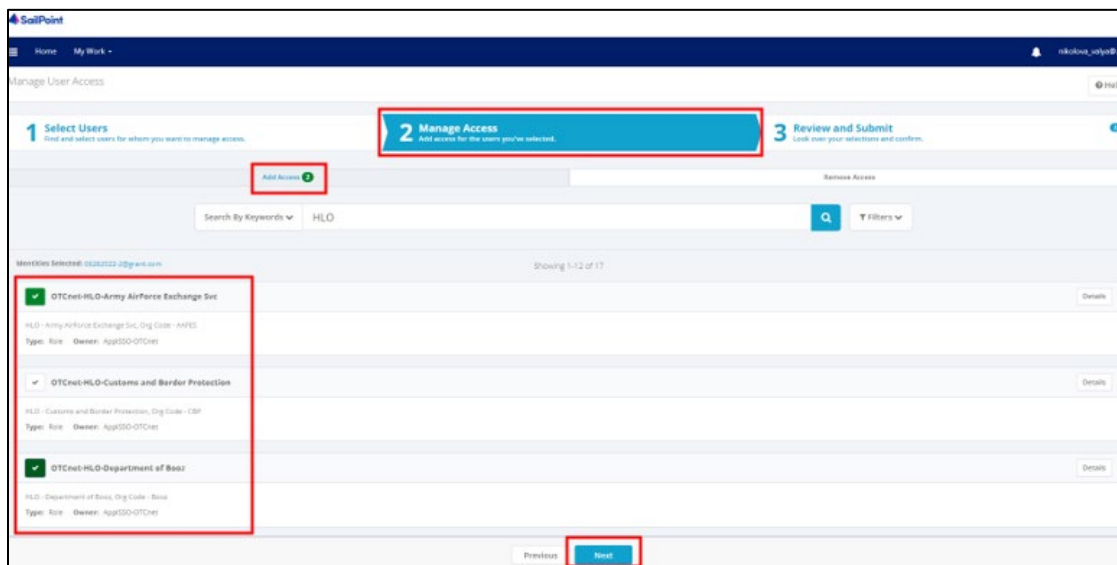 SailPoint
Home My Work
Manage User Access
1 Select Users
Find and select users for whom you want to manage access.
2 Manage Access
Add access for the users you've selected.
3 Review and Submit
Look over your selections and confirm.
Add Access 2
Remove Access
Search By Keywords HLO Filters
Identities Selected:
Showing 1-12 of 17
OTCnet-HLO-Army AirForce Exchange Svc Details
HLO - Army AirForce Exchange Svc, Org Code - AAFES
Type: Role Owner: ApplSSO-OTCnet
OTCnet-HLO-Customs and Border Protection Details
HLO - Customs and Border Protection, Org Code - CBP
Type: Role Owner: ApplSSO-OTCnet
OTCnet-HLO-Department of Booz Details
HLO - Department of Booz, Org Code - Booz
Type: Role Owner: ApplSSO-OTCnet
Previous Next